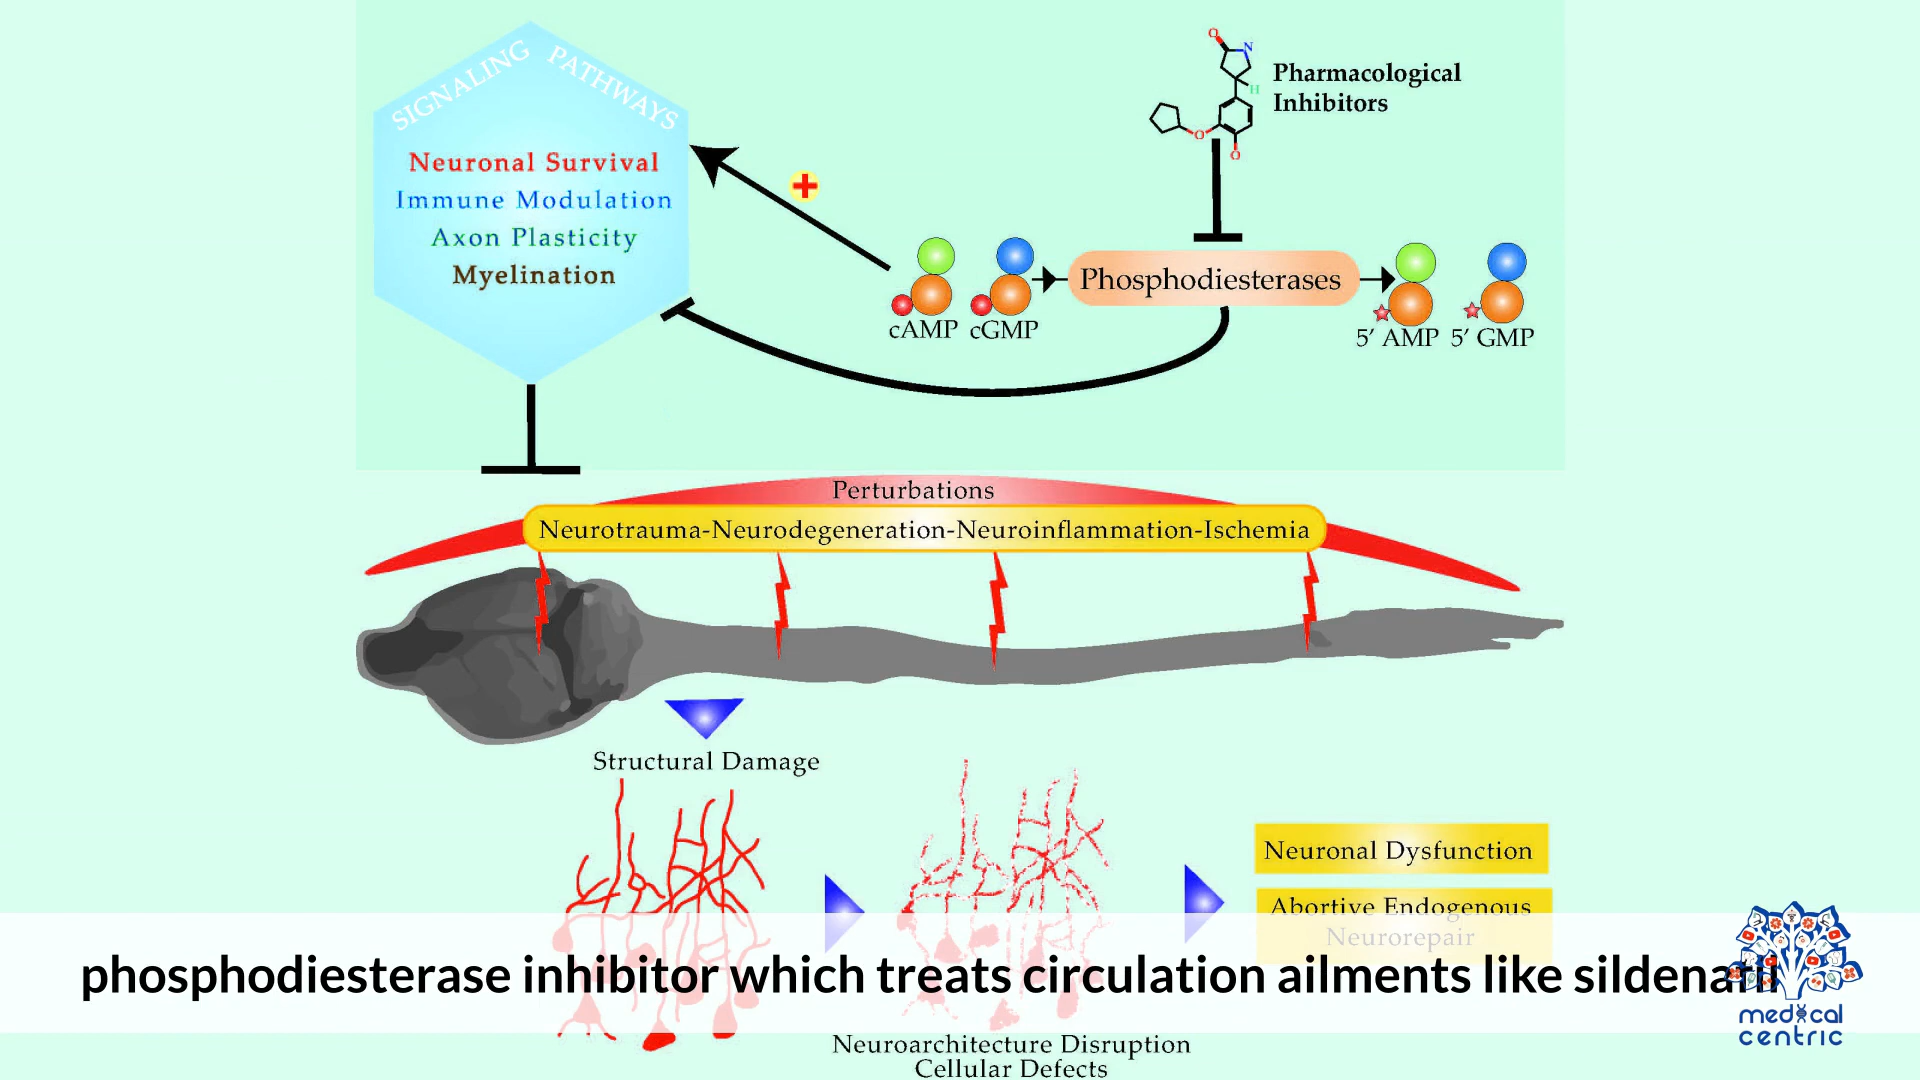 SIGNALING PATHWAYS
Neuronal Survival
Immune Modulation
Axon Plasticity
Myelination
O
N
H
O
O
Pharmacological
Inhibitors
cAMP
cGMP
Phosphodiesterases
5′ AMP
5′ GMP
Perturbations
Neurotrauma-Neurodegeneration-Neuroinflammation-Ischemia
Structural Damage
Neuronal Dysfunction
Abortive Endogenous
Neurorepair
phosphodiesterase inhibitor which treats circulation ailments like sildenafil
Neuroarchitecture Disruption
Cellular Defects
medical
centric